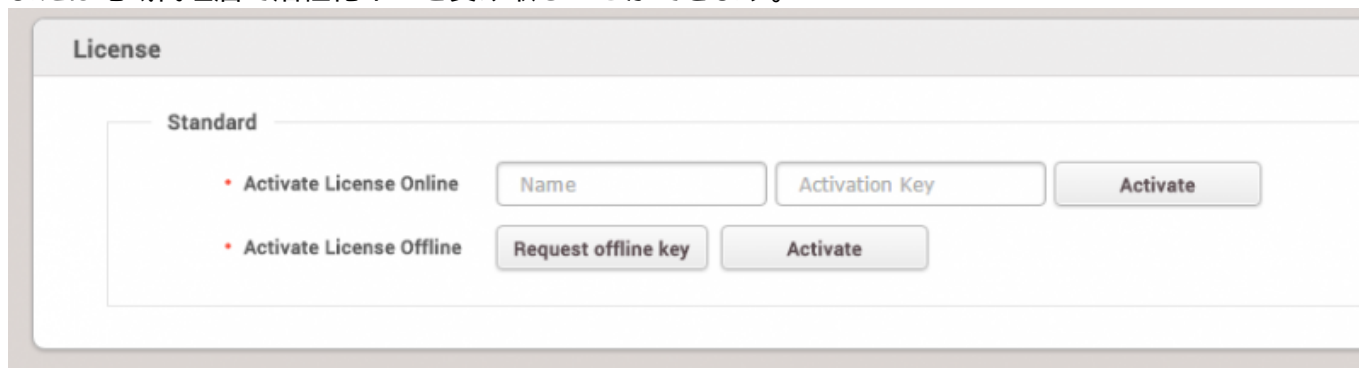 License
Standard
• Activate License Online Name Activation Key Activate
• Activate License Offline Request offline key Activate